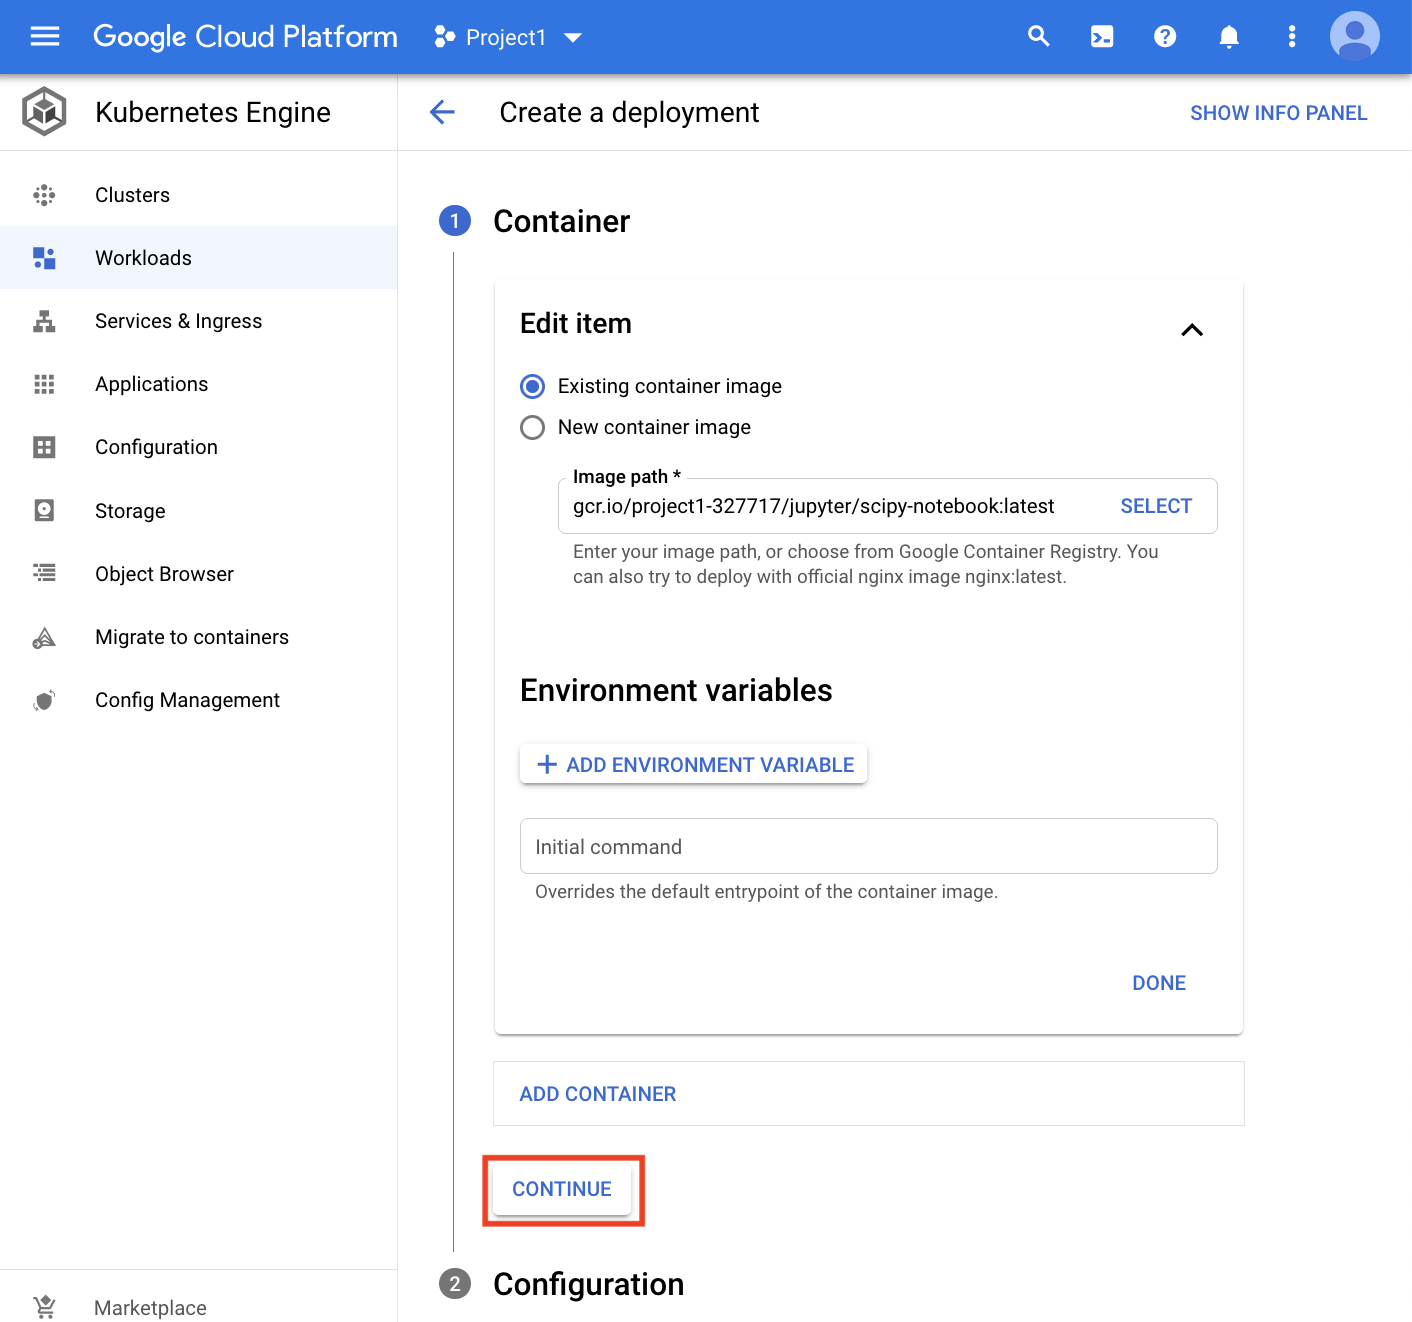 Google Cloud Platform
Project1
Kubernetes Engine
Create a deployment
SHOW INFO PANEL
Clusters
Workloads
Services & Ingress
Applications
Configuration
Storage
Object Browser
Migrate to containers
Config Management
Marketplace
1
Container
Edit item
Existing container image
New container image
Image path *
gcr.io/project1-327717/jupyter/scipy-notebook:latest
SELECT
Enter your image path, or choose from Google Container Registry. You
can also try to deploy with official nginx image nginx:latest.
Environment variables
ADD ENVIRONMENT VARIABLE
Initial command
Overrides the default entrypoint of the container image.
DONE
ADD CONTAINER
CONTINUE
2
Configuration